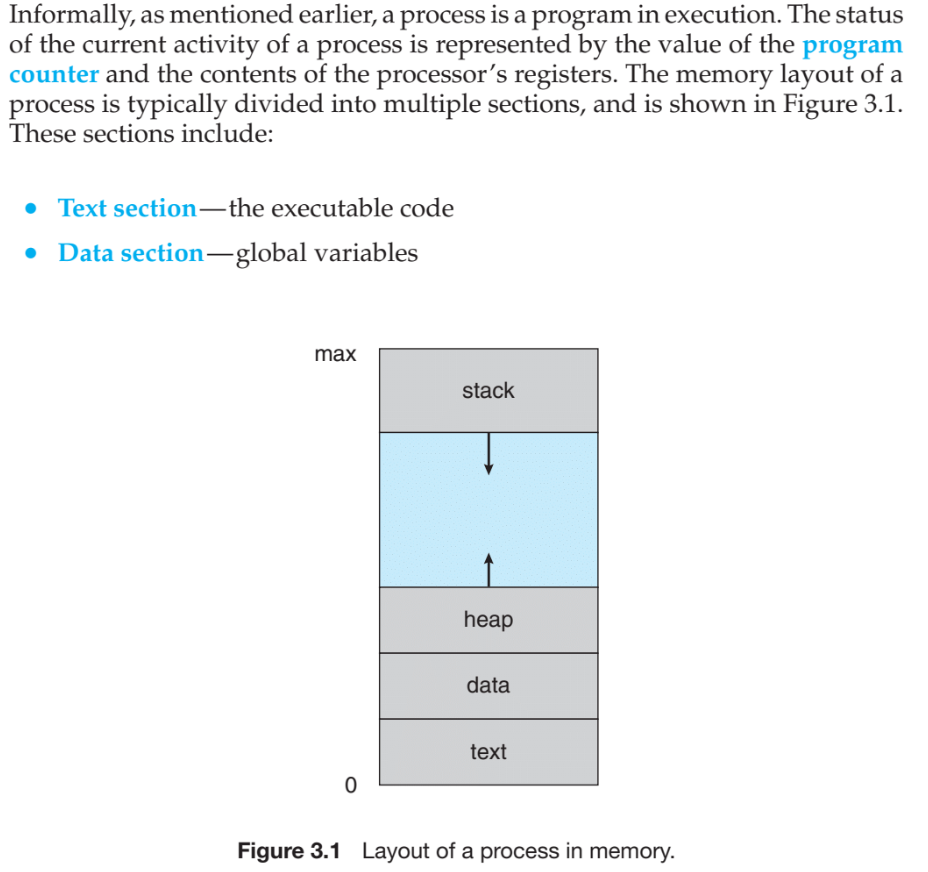 Informally, as mentioned earlier, a process is a program in execution. The status
of the current activity of a process is represented by the value of the program
counter and the contents of the processor's registers. The memory layout of a
process is typically divided into multiple sections, and is shown in Figure 3.1.
These sections include:
• Text section—the executable code
• Data section—global variables
max
stack
heap
data
text
0
Figure 3.1 Layout of a process in memory.